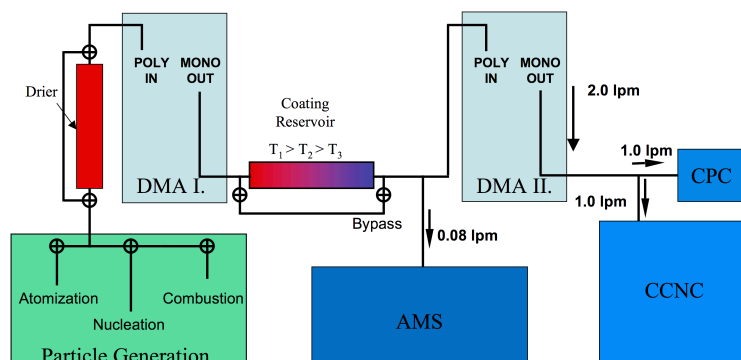 POLY
IN
MONO
OUT
DMA I.
Drier
Coating
Reservoir
T1 > T2 > T3
Bypass
POLY
IN
MONO
OUT
DMA II.
2.0 lpm
1.0 lpm
CPC
1.0 lpm
CCNC
0.08 lpm
AMS
Atomization
Nucleation
Combustion
Particle Generation